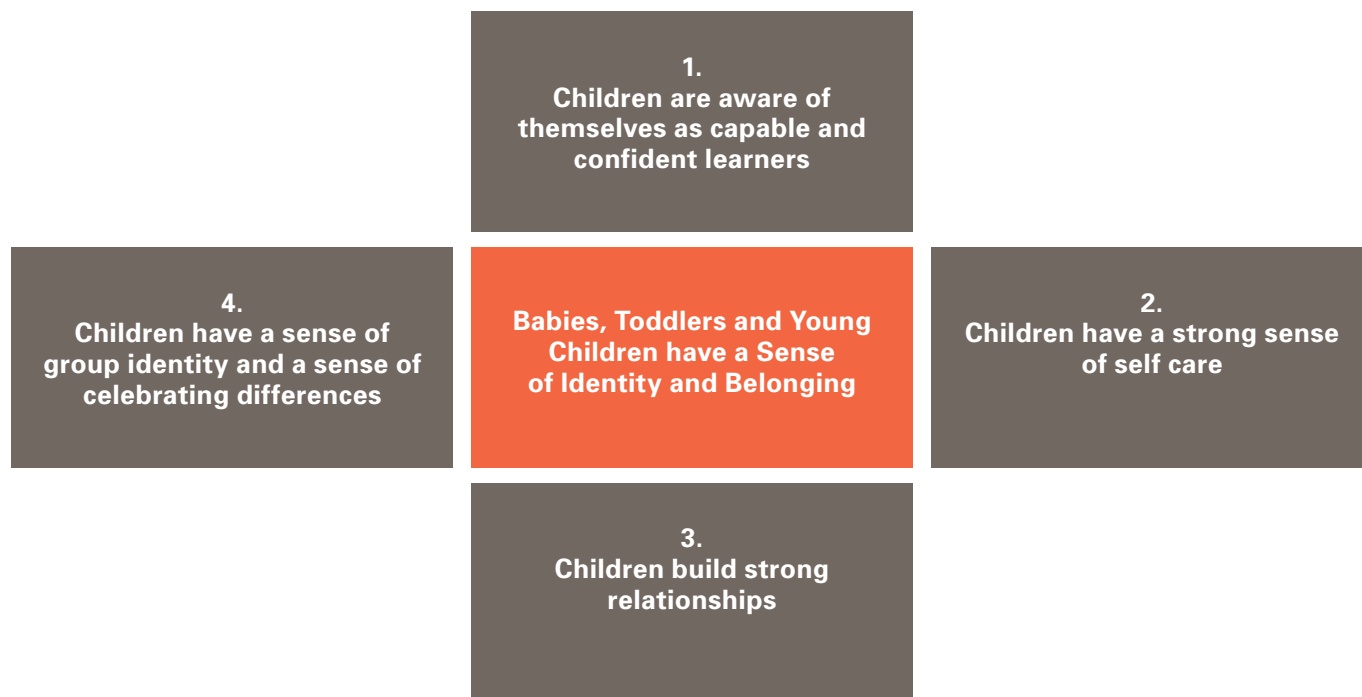 1.
Children are aware of
themselves as capable and
confident learners
4.
Children have a sense of
group identity and a sense of
celebrating differences
Babies, Toddlers and Young
Children have a Sense
of Identity and Belonging
2.
Children have a strong sense
of self care
3.
Children build strong
relationships